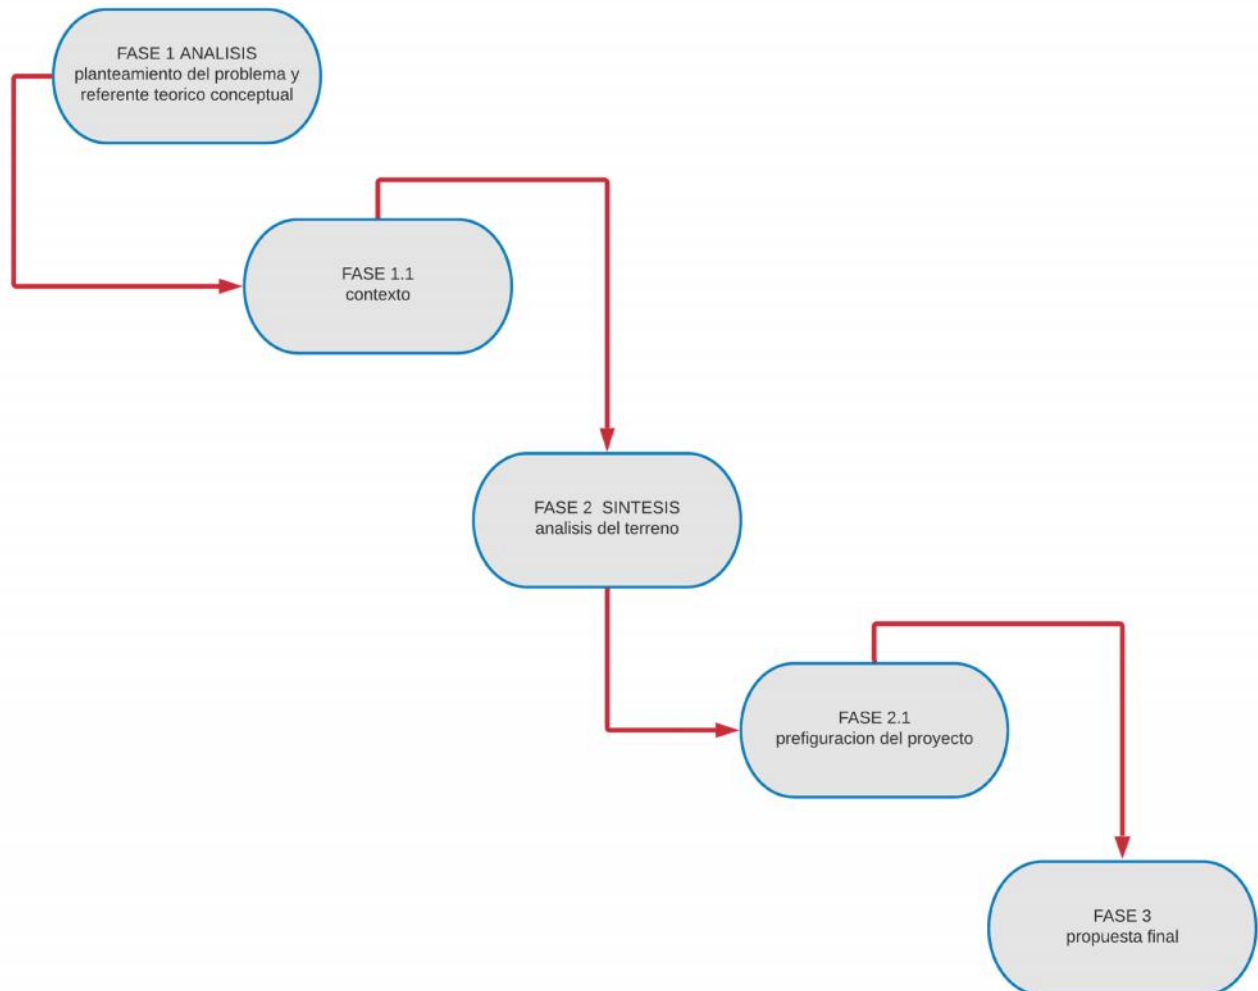 FASE 1 ANALISIS
planteamiento del problema y
referente teorico conceptual
FASE 1.1
contexto
FASE 2  SINTESIS
analisis del terreno
FASE 2.1
prefiguracion del proyecto
FASE 3
propuesta final